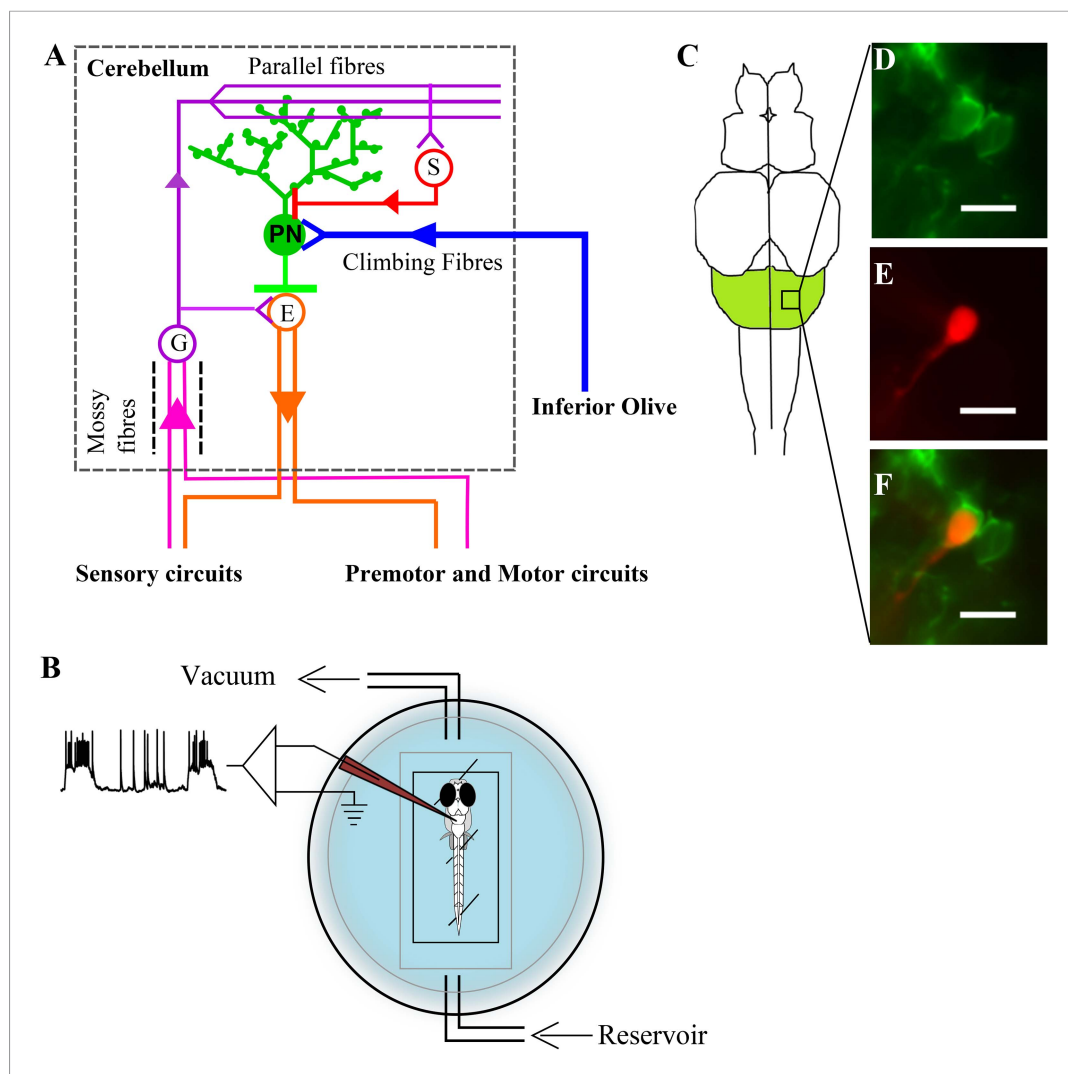 A
Cerebellum
Parallel fibres
S
PN
Climbing Fibres
E
G
Mossy
fibres
Inferior Olive
Sensory circuits
Premotor and Motor circuits
B
Vacuum
Reservoir
C
D
E
F